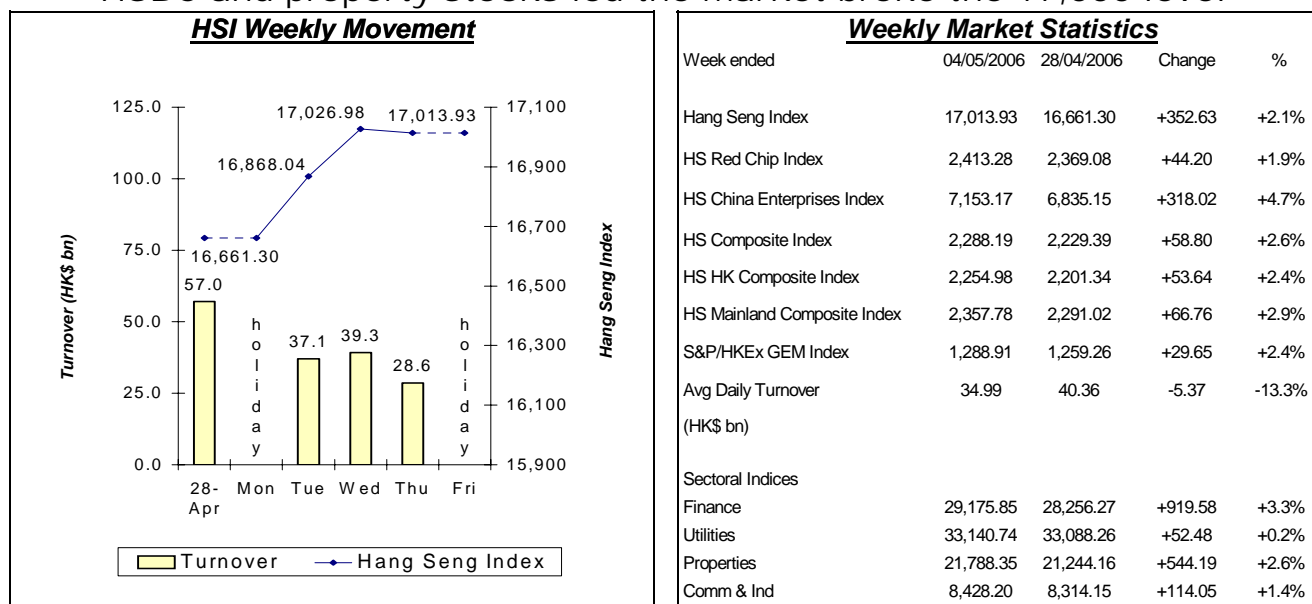 HSBC and property stocks led the market broke the 17,000 level
HSI Weekly Movement
125.0
100.0
75.0
50.0
25.0
0.0
Turnover (HK$ bn)
17,100
16,900
16,700
16,500
16,300
16,100
15,900
Hang Seng Index
16,661.30
16,868.04
17,026.98
17,013.93
57.0
holiday
37.1
39.3
28.6
holiday
28-Apr Mon Tue Wed Thu Fri
Turnover Hang Seng Index
Weekly Market Statistics
Week ended 04/05/2006 28/04/2006 Change %
Hang Seng Index 17,013.93 16,661.30 +352.63 +2.1%
HS Red Chip Index 2,413.28 2,369.08 +44.20 +1.9%
HS China Enterprises Index 7,153.17 6,835.15 +318.02 +4.7%
HS Composite Index 2,288.19 2,229.39 +58.80 +2.6%
HS HK Composite Index 2,254.98 2,201.34 +53.64 +2.4%
HS Mainland Composite Index 2,357.78 2,291.02 +66.76 +2.9%
S&P/HKEx GEM Index 1,288.91 1,259.26 +29.65 +2.4%
Avg Daily Turnover 34.99 40.36 -5.37 -13.3%
(HK$ bn)
Sectoral Indices
Finance 29,175.85 28,256.27 +919.58 +3.3%
Utilities 33,140.74 33,088.26 +52.48 +0.2%
Properties 21,788.35 21,244.16 +544.19 +2.6%
Comm & Ind 8,428.20 8,314.15 +114.05 +1.4%